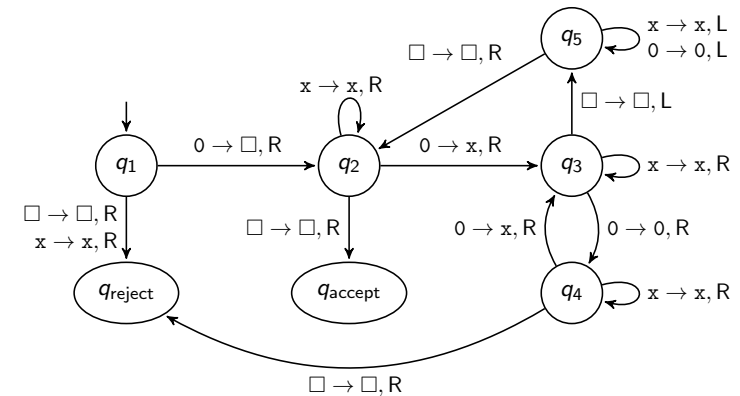 q5
x → x, L
0 → 0, L
□ → □, R
x → x, R
□ → □, L
q1
0 → □, R
q2
0 → x, R
q3
x → x, R
□ → □, R
x → x, R
□ → □, R
0 → x, R
0 → 0, R
qreject
qaccept
q4
x → x, R
□ → □, R